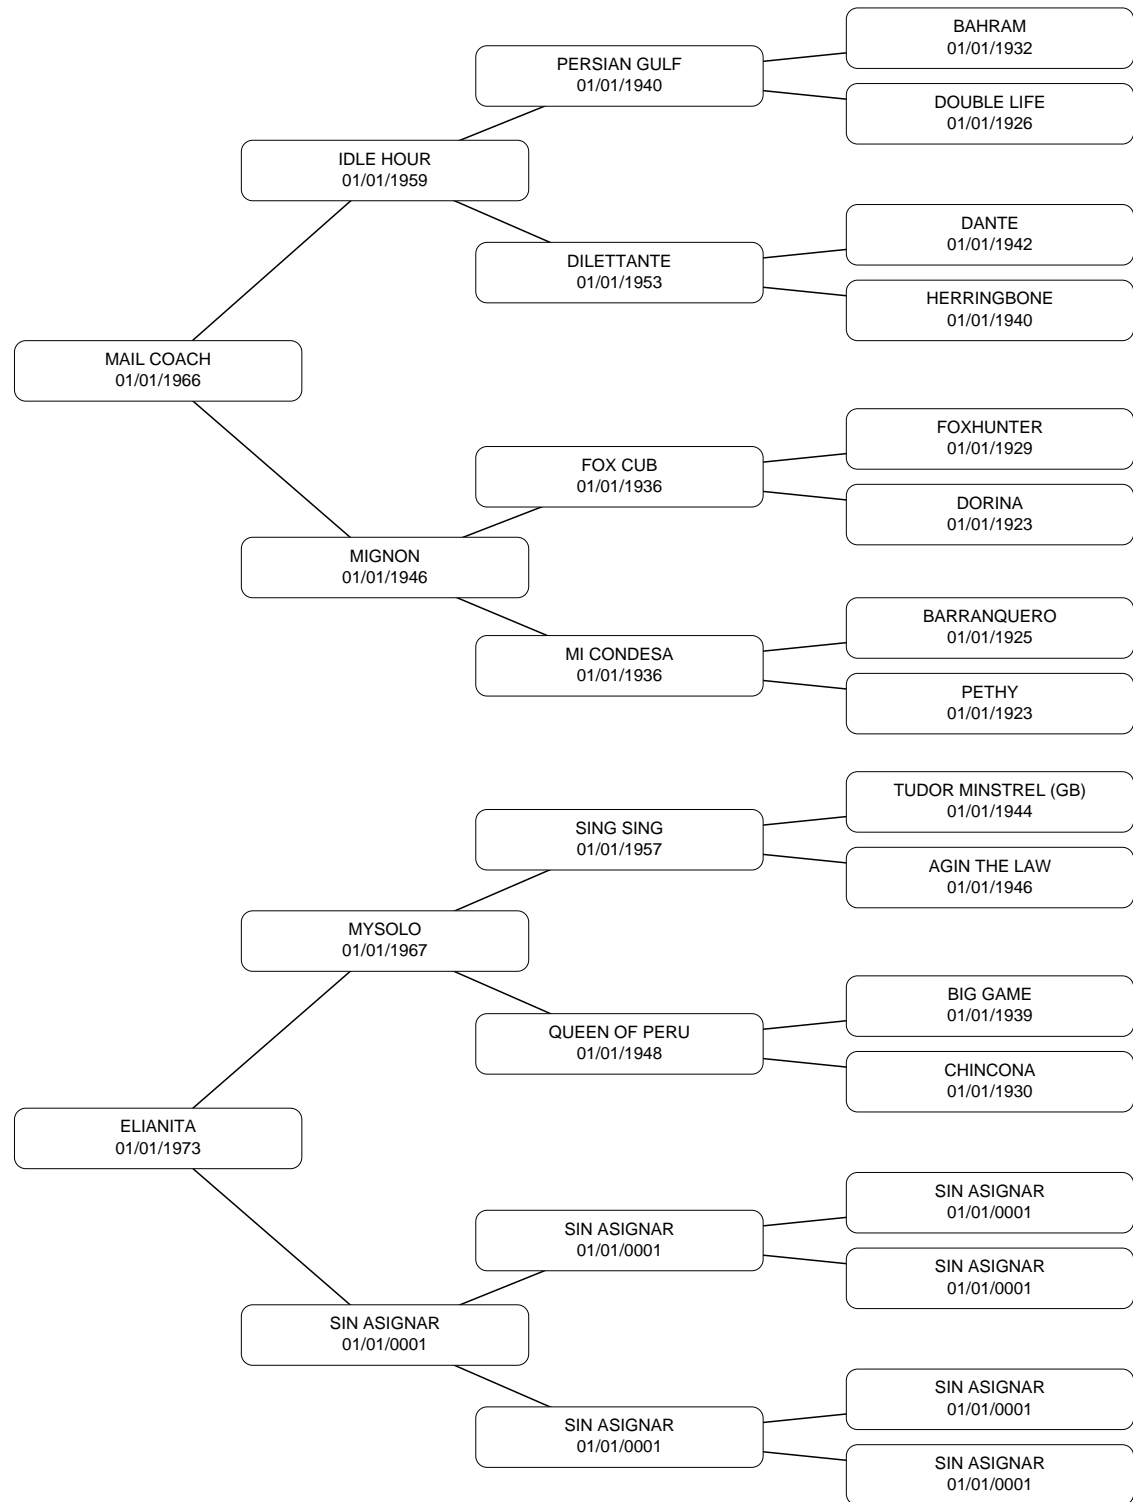 BAHRAM
01/01/1932
PERSIAN GULF
01/01/1940
DOUBLE LIFE
01/01/1926
IDLE HOUR
01/01/1959
DANTE
01/01/1942
DILETTANTE
01/01/1953
HERRINGBONE
01/01/1940
MAIL COACH
01/01/1966
FOXHUNTER
01/01/1929
FOX CUB
01/01/1936
DORINA
01/01/1923
MIGNON
01/01/1946
BARRANQUERO
01/01/1925
MI CONDESA
01/01/1936
PETHY
01/01/1923
TUDOR MINSTREL (GB)
01/01/1944
SING SING
01/01/1957
AGIN THE LAW
01/01/1946
MYSOLO
01/01/1967
BIG GAME
01/01/1939
QUEEN OF PERU
01/01/1948
CHINCONA
01/01/1930
ELIANITA
01/01/1973
SIN ASIGNAR
01/01/0001
SIN ASIGNAR
01/01/0001
SIN ASIGNAR
01/01/0001
SIN ASIGNAR
01/01/0001
SIN ASIGNAR
01/01/0001
SIN ASIGNAR
01/01/0001
SIN ASIGNAR
01/01/0001